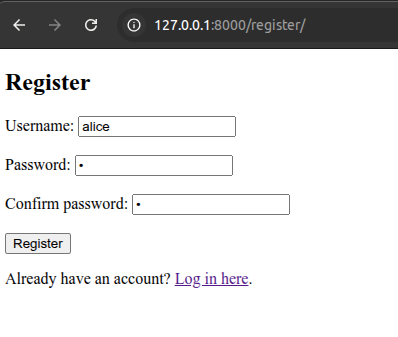 127.0.0.1:8000/register/
Register
Username: alice
Password: •
Confirm password: •
Register
Already have an account? Log in here.